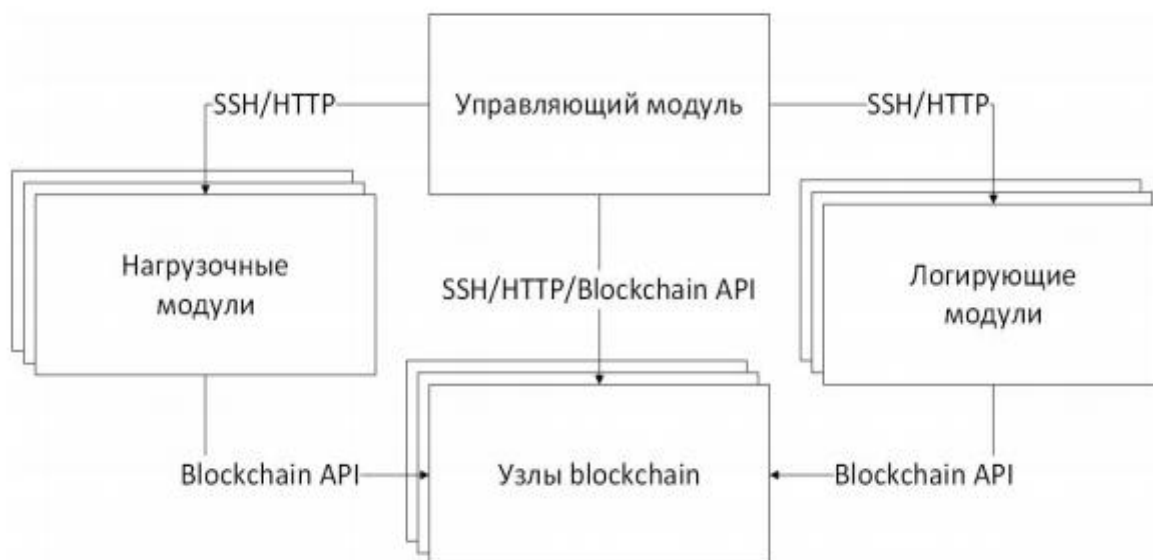 SSH/HTTP
Управляющий модуль
SSH/HTTP
Нагрузочные
модули
SSH/HTTP/Blockchain API
Логирующие
модули
Blockchain API
Узлы blockchain
Blockchain API